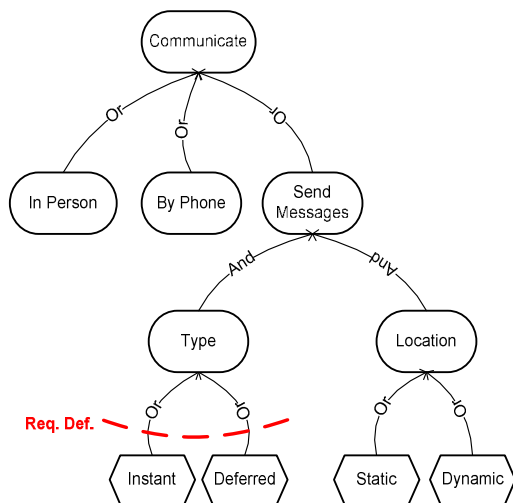 Communicate
Or
Or
Or
In Person
By Phone
Send
Messages
And
And
Type
Location
Or
Or
Or
Or
Req. Def.
Instant
Deferred
Static
Dynamic